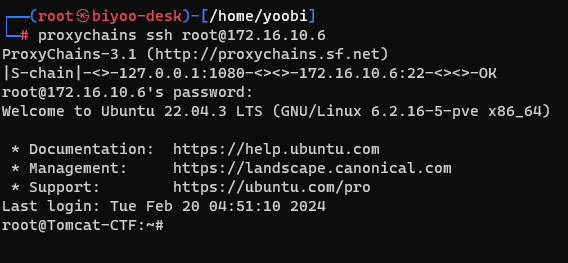 ┌──(root㉿biyoo-desk)-[/home/yoobi]
└─# proxychains ssh root@172.16.10.6
ProxyChains-3.1 (http://proxychains.sf.net)
|S-chain|-<>-127.0.0.1:1080-<><>-172.16.10.6:22-<><>-OK
root@172.16.10.6's password:
Welcome to Ubuntu 22.04.3 LTS (GNU/Linux 6.2.16-5-pve x86_64)

 * Documentation:  https://help.ubuntu.com
 * Management:     https://landscape.canonical.com
 * Support:        https://ubuntu.com/pro
Last login: Tue Feb 20 04:51:10 2024
root@Tomcat-CTF:~#